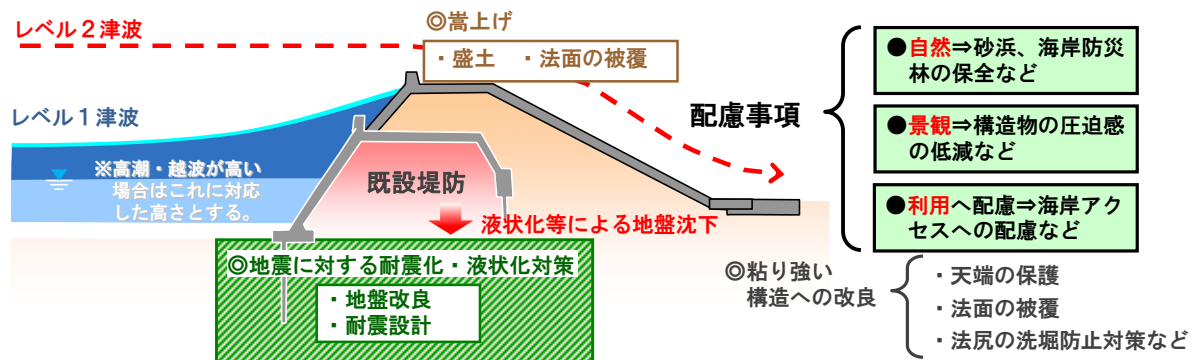 レベル2津波
◎嵩上げ
・盛土　・法面の被覆
レベル1津波
※高潮・越波が高い
場合はこれに対応
した高さとする。
既設堤防
液状化等による地盤沈下
◎地震に対する耐震化・液状化対策
・地盤改良
・耐震設計
配慮事項
●自然⇒砂浜、海岸防災
林の保全など
●景観⇒構造物の圧迫感
の低減など
●利用へ配慮⇒海岸アク
セスへの配慮など
◎粘り強い
構造への改良
・天端の保護
・法面の被覆
・法尻の洗堀防止対策など